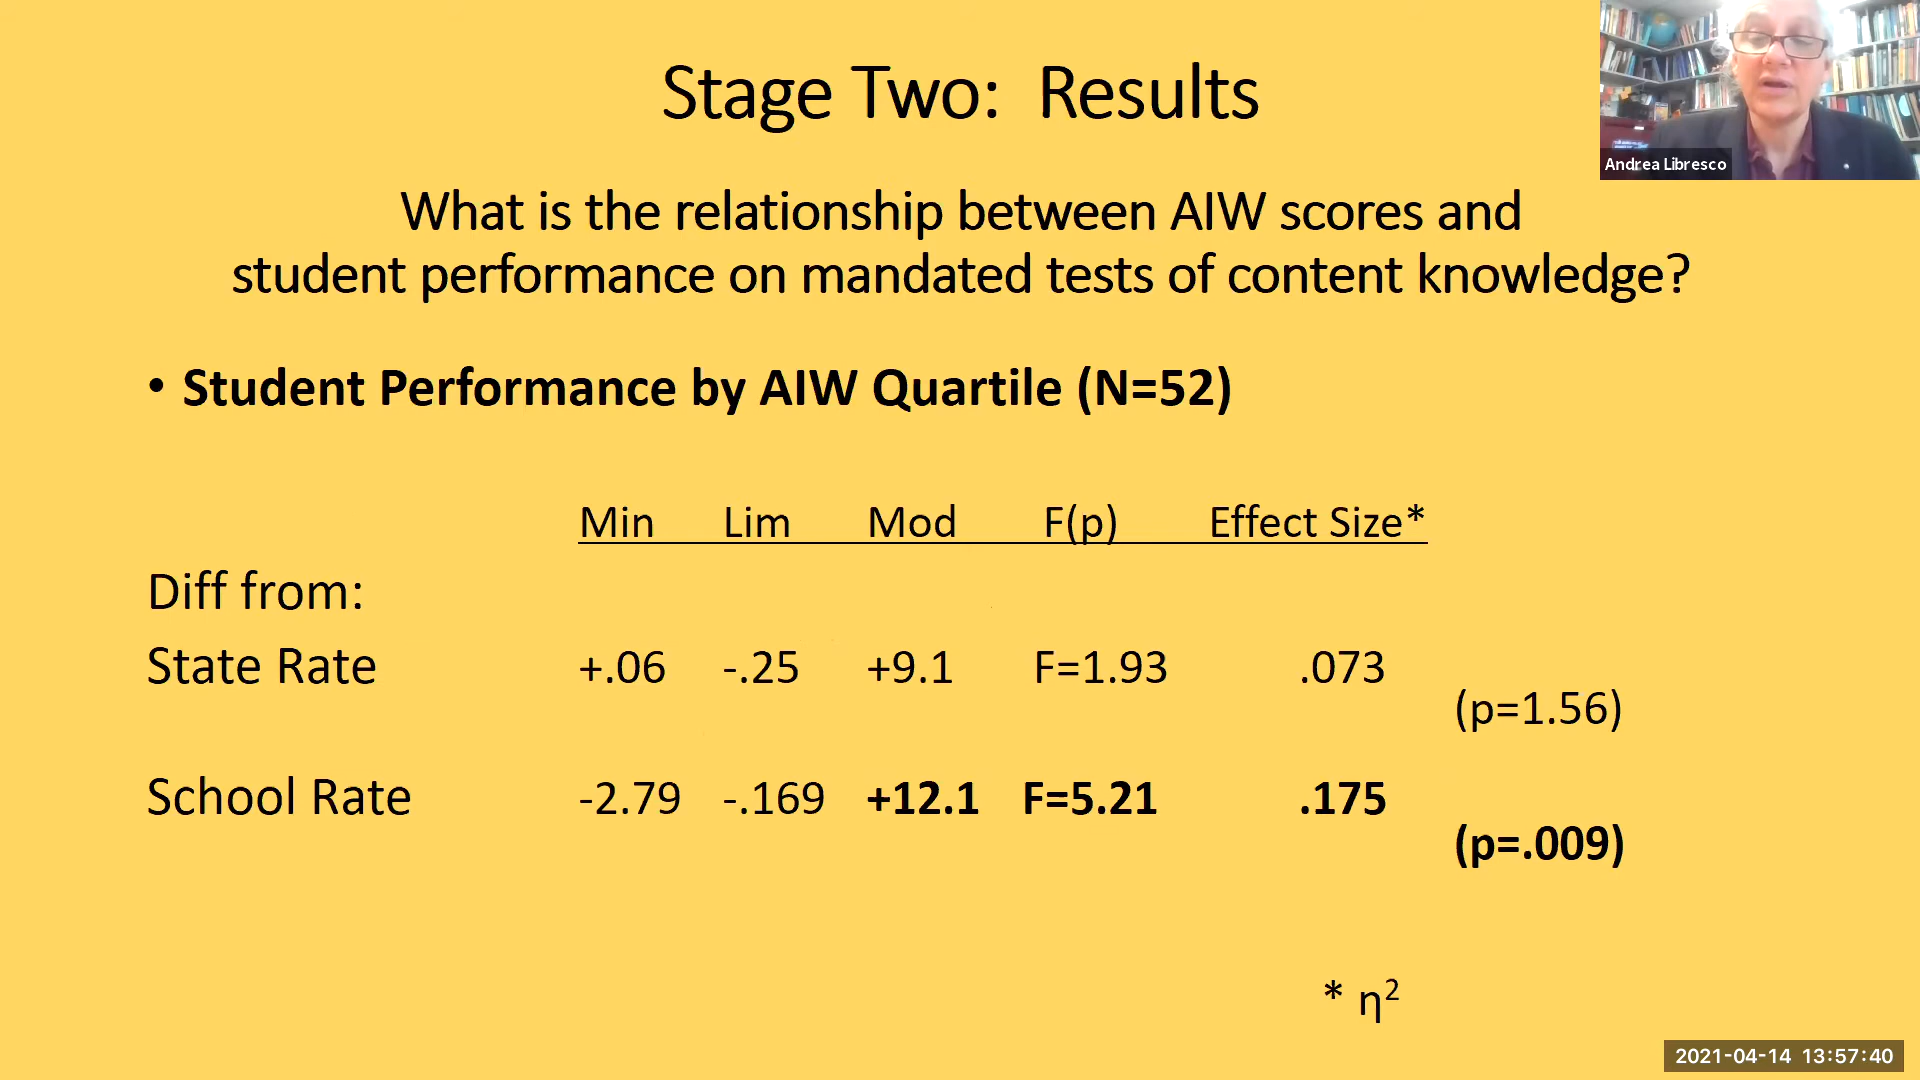 Stage Two:  Results
Andrea Libresco
What is the relationship between AIW scores and
student performance on mandated tests of content knowledge?
• Student Performance by AIW Quartile (N=52)
Min Lim Mod F(p) Effect Size*
Diff from:
State Rate +.06 -.25 +9.1 F=1.93 .073
(p=1.56)
School Rate -2.79 -.169 +12.1 F=5.21 .175
(p=.009)
* η²
2021-04-14 13:57:40